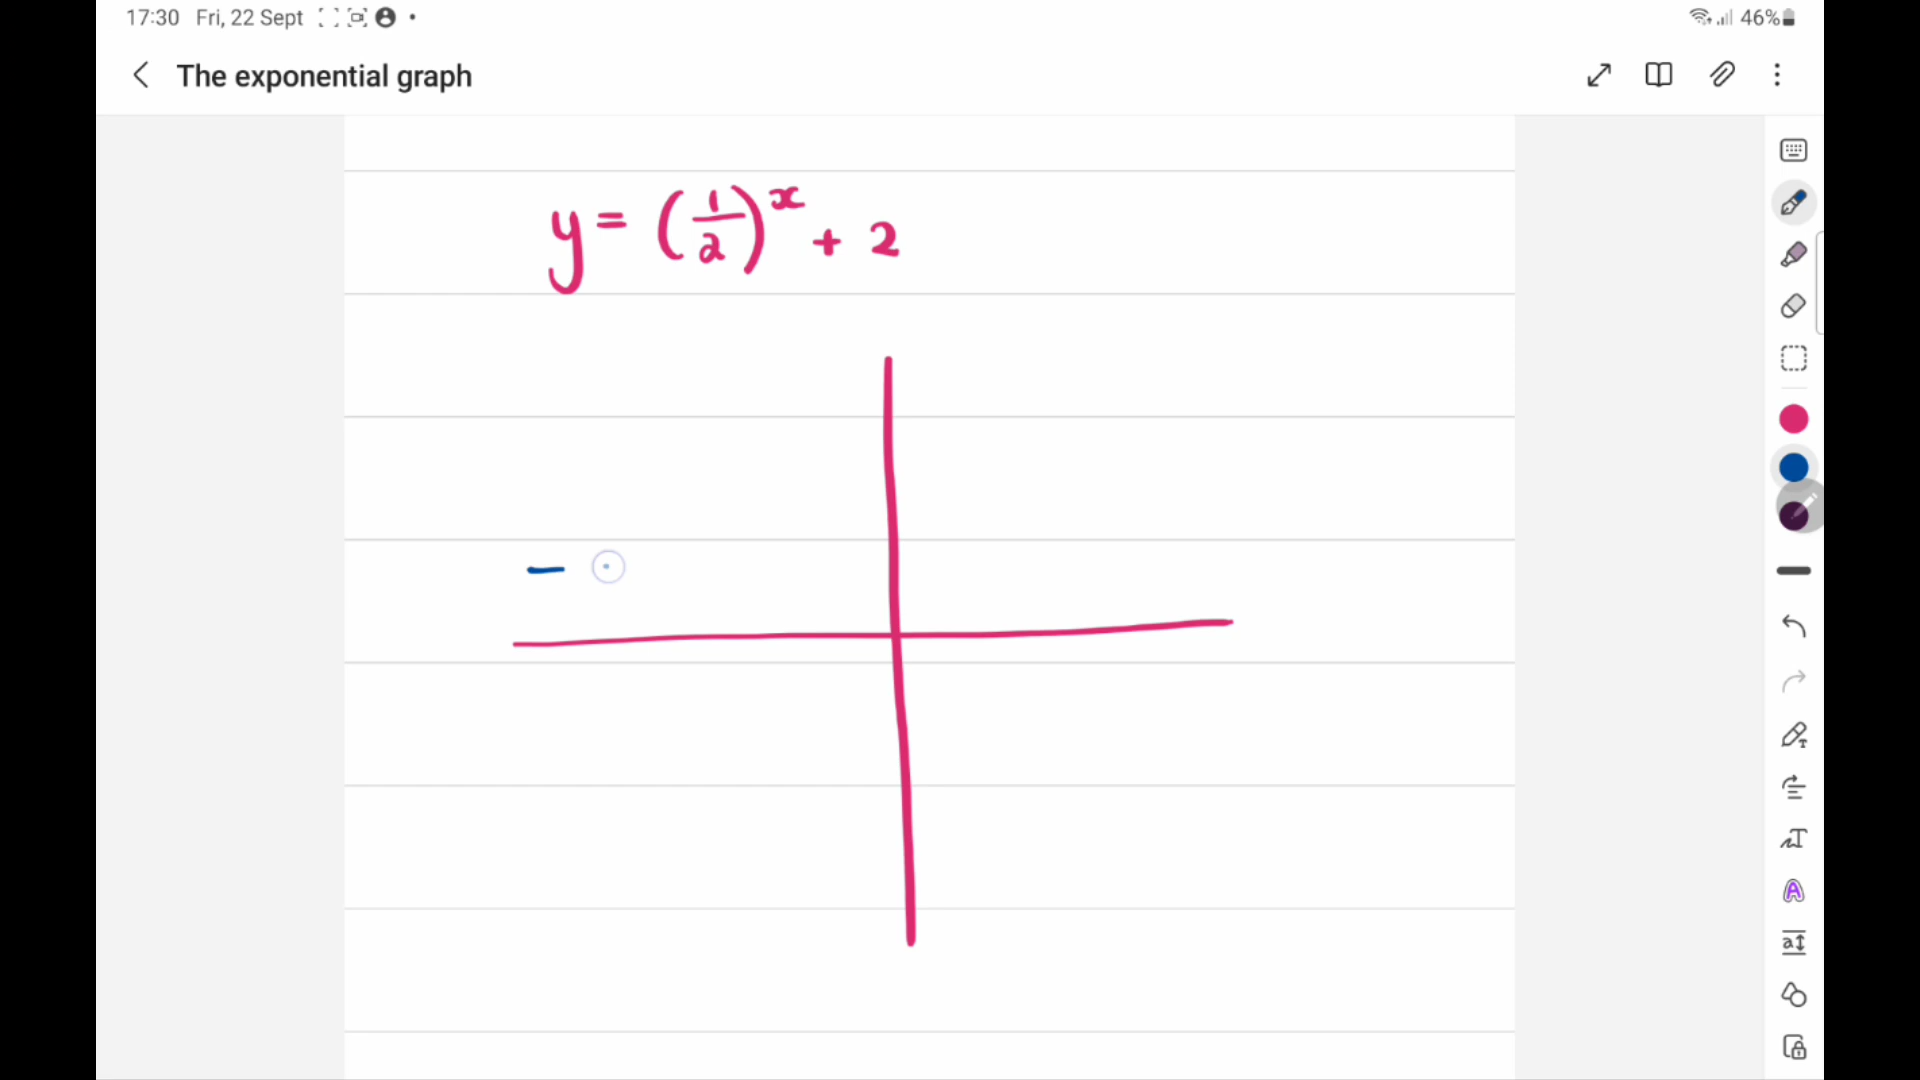 17:30 Fri, 22 Sept
46%
The exponential graph
y = (1/2)^x + 2